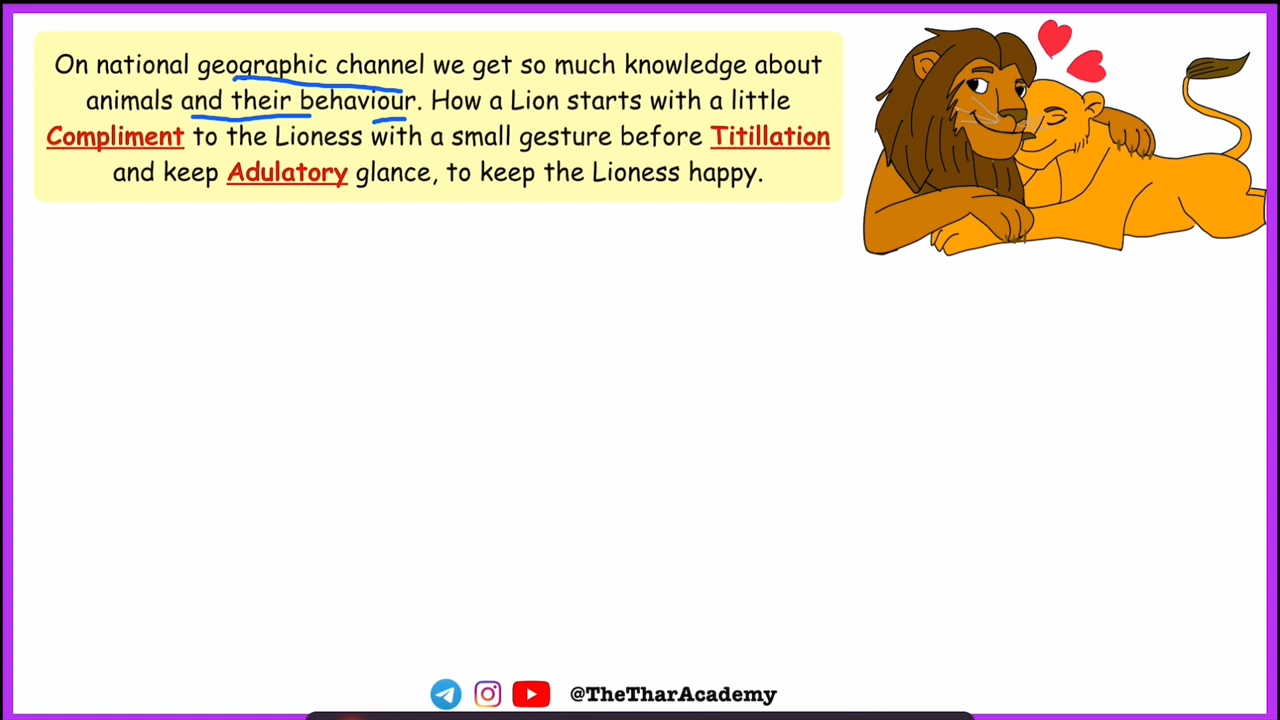 On national geographic channel we get so much knowledge about
animals and their behaviour. How a Lion starts with a little
Compliment to the Lioness with a small gesture before Titillation
and keep Adulatory glance, to keep the Lioness happy.
@TheTharAcademy